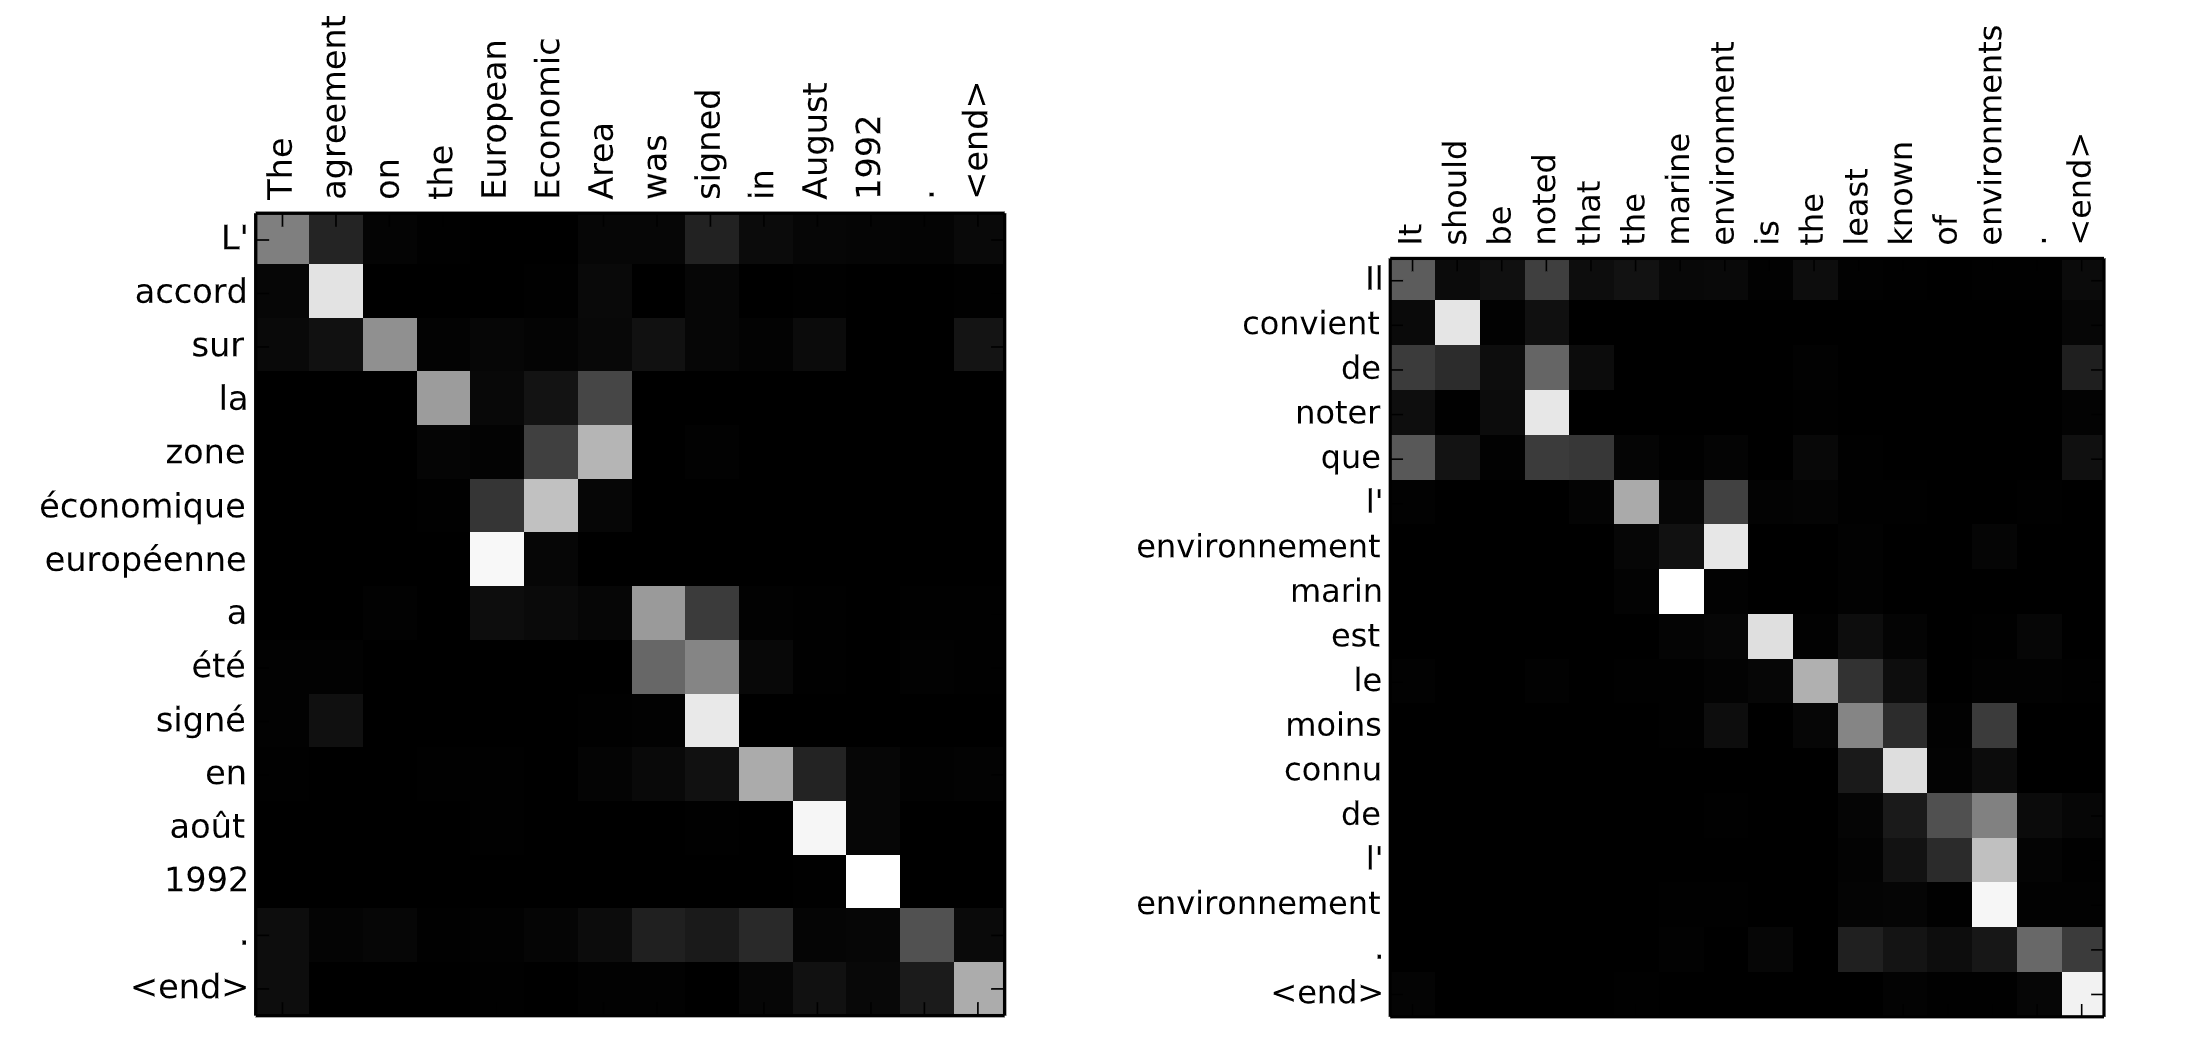 The
agreement
on
the
European
Economic
Area
was
signed
in
August
1992
.
<end>
L'
accord
sur
la
zone
économique
européenne
a
été
signé
en
août
1992
.
<end>
It
should
be
noted
that
the
marine
environment
is
the
least
known
of
environments
.
<end>
Il
convient
de
noter
que
l'
environnement
marin
est
le
moins
connu
de
l'
environnement
.
<end>